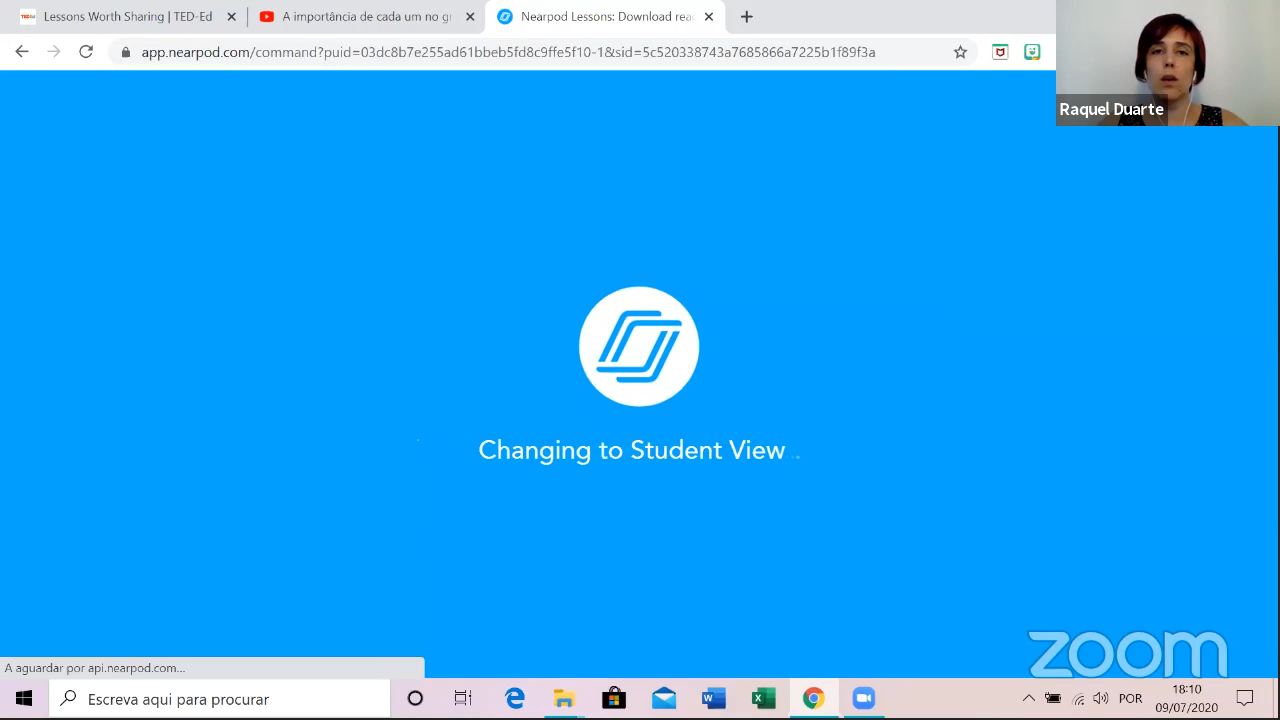 Lessons Worth Sharing | TED-Ed
A importância de cada um no gr
Nearpod Lessons: Download rea
app.nearpod.com/command?puid=03dc8b7e255ad61bbeb5fd8c9ffe5f10-1&sid=5c520338743a7685866a7225b1f89f3a
Raquel Duarte
Changing to Student View
zoom
A aguardar por api.nearpod.com...
Escreva aqui para procurar
POR
18:10
09/07/2020